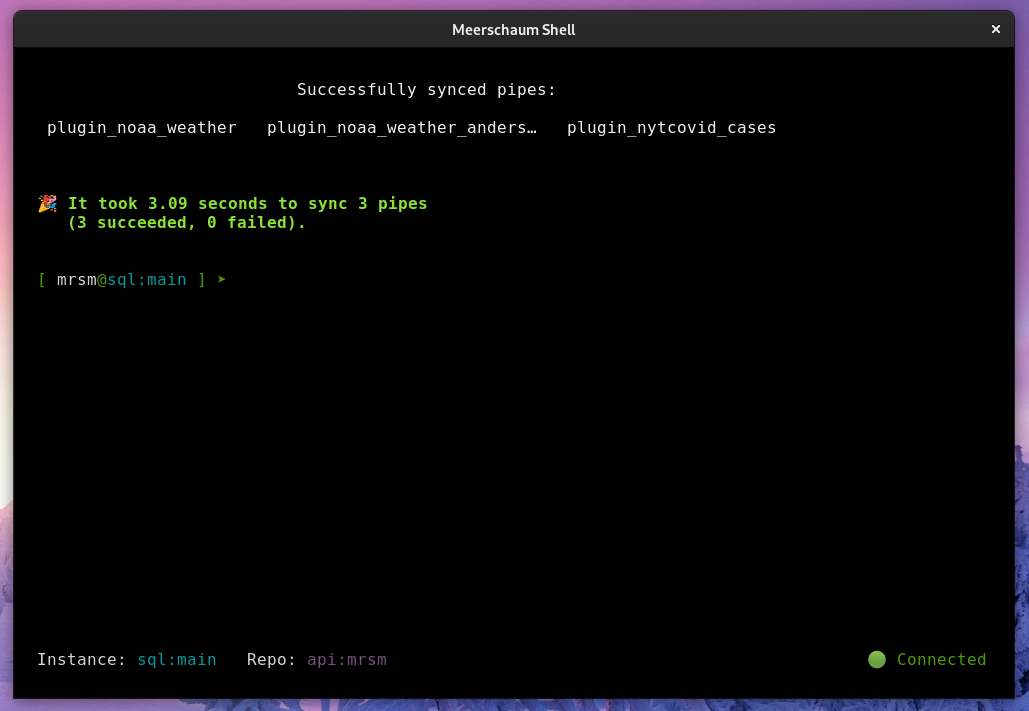 Meerschaum Shell
Successfully synced pipes:
plugin_noaa_weather   plugin_noaa_weather_anders…   plugin_nytcovid_cases
🎉 It took 3.09 seconds to sync 3 pipes
(3 succeeded, 0 failed).
[ mrsm@sql:main ] ➤
Instance: sql:main   Repo: api:mrsm   🟢 Connected